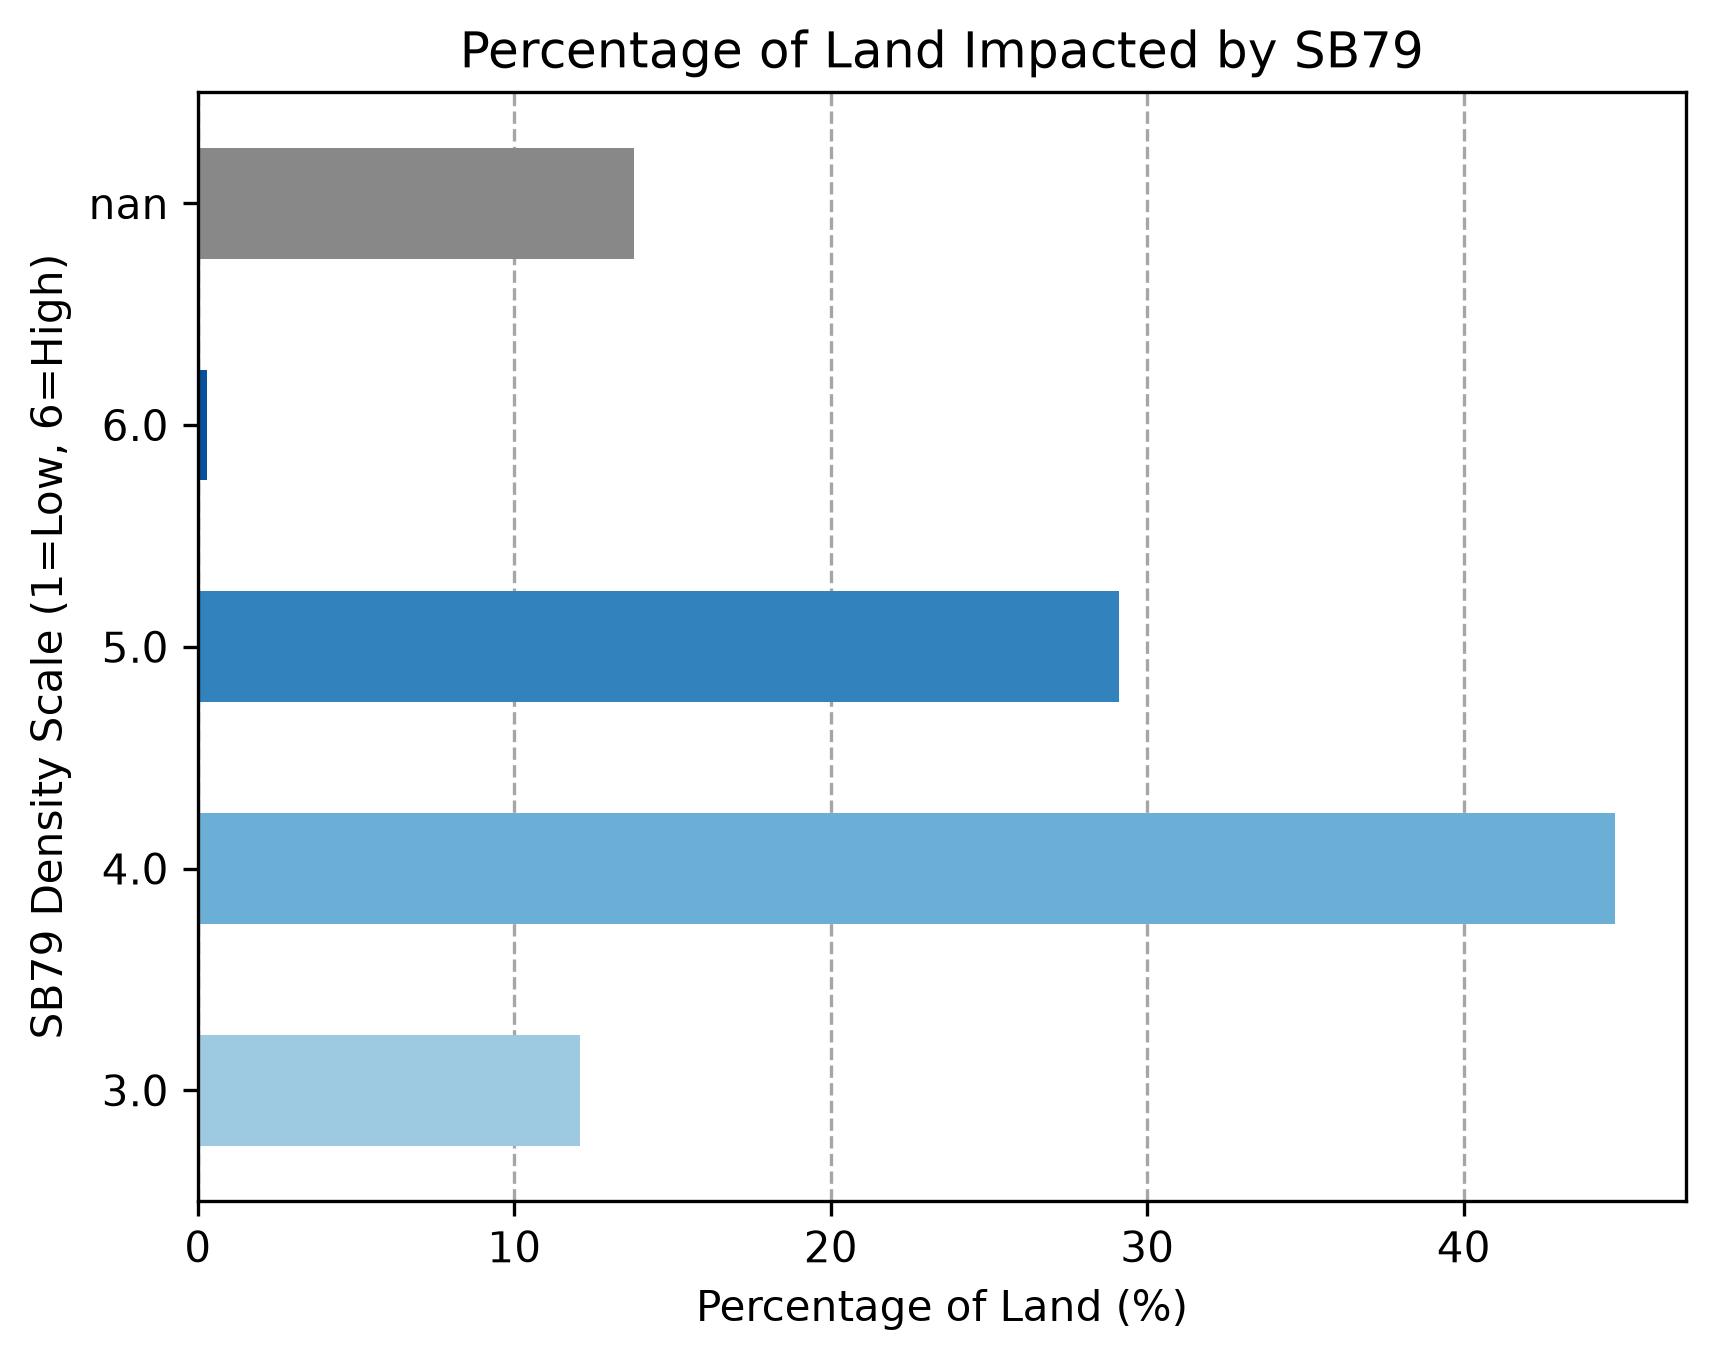 Percentage of Land Impacted by SB79
SB79 Density Scale (1=Low, 6=High)
nan
6.0
5.0
4.0
3.0
0 10 20 30 40
Percentage of Land (%)